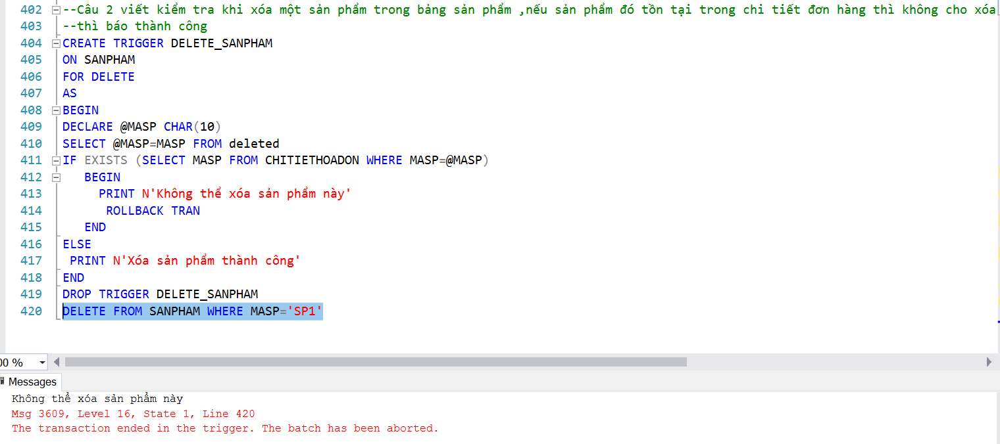 402 --Câu 2 viết kiểm tra khi xóa một sản phẩm trong bảng sản phẩm ,nếu sản phẩm đó tồn tại trong chi tiết đơn hàng thì không cho xóa
403 --thì báo thành công
404 CREATE TRIGGER DELETE_SANPHAM
405 ON SANPHAM
406 FOR DELETE
407 AS
408 BEGIN
409 DECLARE @MASP CHAR(10)
410 SELECT @MASP=MASP FROM deleted
411 IF EXISTS (SELECT MASP FROM CHITIETHOADON WHERE MASP=@MASP)
412 BEGIN
413 PRINT N'Không thể xóa sản phẩm này'
414 ROLLBACK TRAN
415 END
416 ELSE
417 PRINT N'Xóa sản phẩm thành công'
418 END
419 DROP TRIGGER DELETE_SANPHAM
420 DELETE FROM SANPHAM WHERE MASP='SP1'
00 %
Messages
Không thể xóa sản phẩm này
Msg 3609, Level 16, State 1, Line 420
The transaction ended in the trigger. The batch has been aborted.